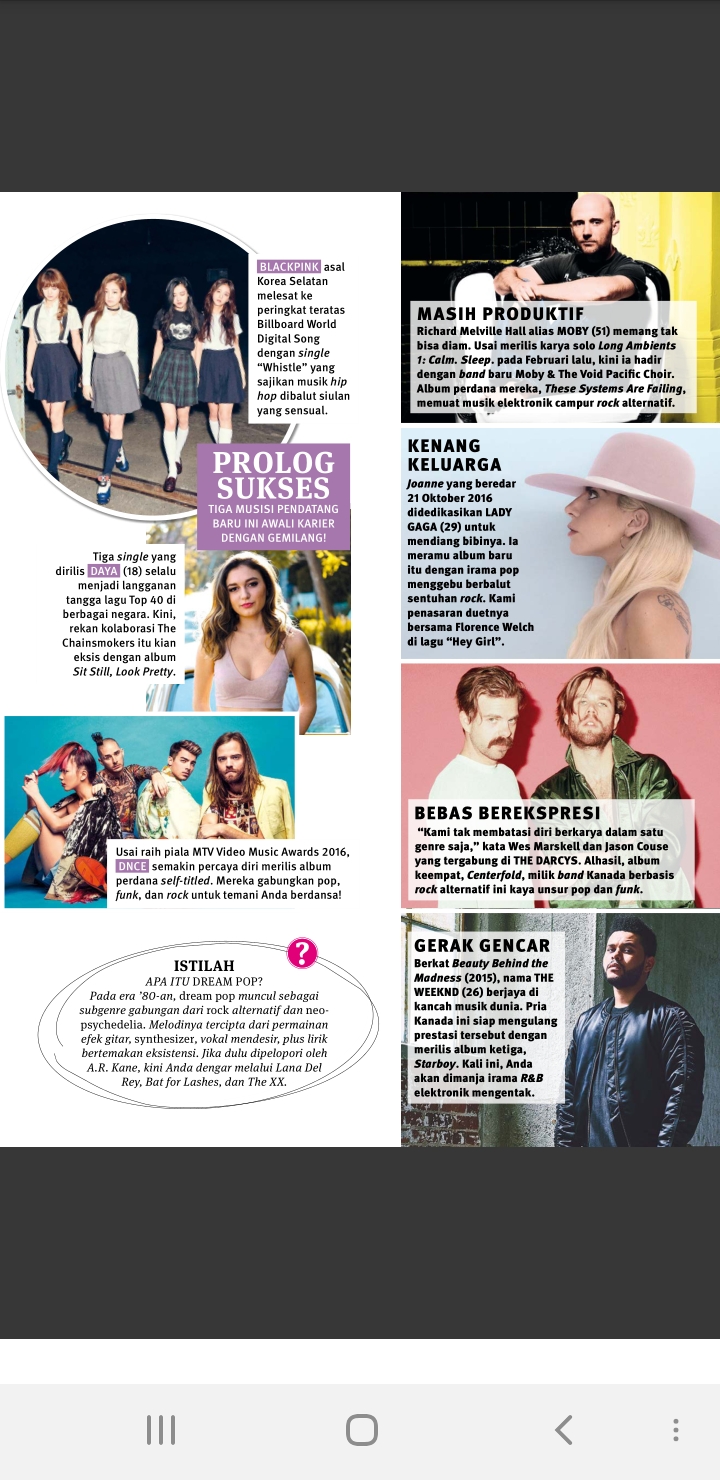 BLACKPINK asal
Korea Selatan
melesat ke
peringkat teratas
Billboard World
Digital Song
dengan single
“Whistle” yang
sajikan musik hip
hop dibalut siulan
yang sensual.
PROLOG
SUKSES
TIGA MUSISI PENDATANG
BARU INI AWALI KARIER
DENGAN GEMILANG!
Tiga single yang
dirilis DAYA (18) selalu
menjadi langganan
tangga lagu Top 40 di
berbagai negara. Kini,
rekan kolaborasi The
Chainsmokers itu kian
eksis dengan album
Sit Still, Look Pretty.
Usai raih piala MTV Video Music Awards 2016,
DNCE semakin percaya diri merilis album
perdana self-titled. Mereka gabungkan pop,
funk, dan rock untuk temani Anda berdansa!
?
ISTILAH
APA ITU DREAM POP?
Pada era ’80-an, dream pop muncul sebagai
subgenre gabungan dari rock alternatif dan neo-
psychedelia. Melodinya tercipta dari permainan
efek gitar, synthesizer, vokal mendesir, plus lirik
bertemakan eksistensi. Jika dulu dipelopori oleh
A.R. Kane, kini Anda dengar melalui Lana Del
Rey, Bat for Lashes, dan The XX.
MASIH PRODUKTIF
Richard Melville Hall alias MOBY (51) memang tak
bisa diam. Usai merilis karya solo Long Ambients
1: Calm. Sleep. pada Februari lalu, kini ia hadir
dengan band baru Moby & The Void Pacific Choir.
Album perdana mereka, These Systems Are Failing,
memuat musik elektronik campur rock alternatif.
KENANG
KELUARGA
Joanne yang beredar
21 Oktober 2016
didedikasikan LADY
GAGA (29) untuk
mendiang bibinya. Ia
meramu album baru
itu dengan irama pop
menggebu berbalut
sentuhan rock. Kami
penasaran duetnya
bersama Florence Welch
di lagu “Hey Girl”.
BEBAS BEREKSPRESI
“Kami tak membatasi diri berkarya dalam satu
genre saja,” kata Wes Marskell dan Jason Couse
yang tergabung di THE DARCYS. Alhasil, album
keempat, Centerfold, milik band Kanada berbasis
rock alternatif ini kaya unsur pop dan funk.
GERAK GENCAR
Berkat Beauty Behind the
Madness (2015), nama THE
WEEKND (26) berjaya di
kancah musik dunia. Pria
Kanada ini siap mengulang
prestasi tersebut dengan
merilis album ketiga,
Starboy. Kali ini, Anda
akan dimanja irama R&B
elektronik mengentak.